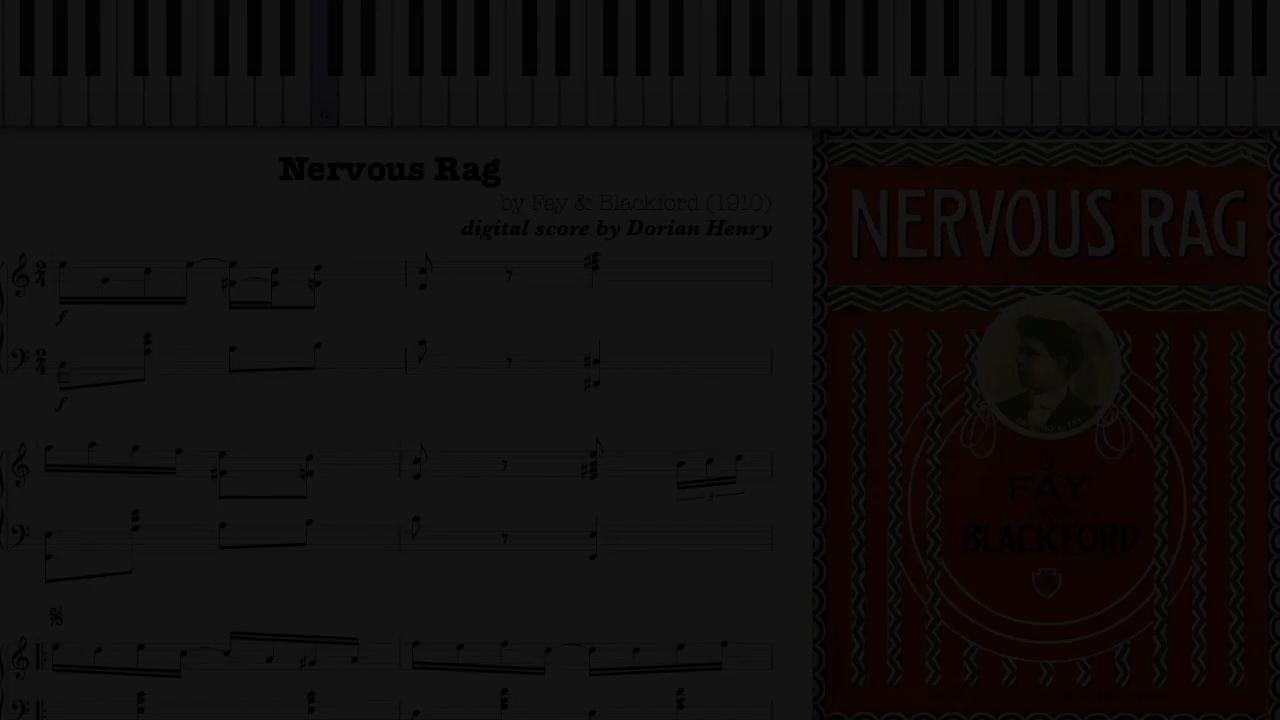 Nervous Rag
by Fay & Blackford (1910)
digital score by Dorian Henry
NERVOUS RAG
FAY
BLACKFORD